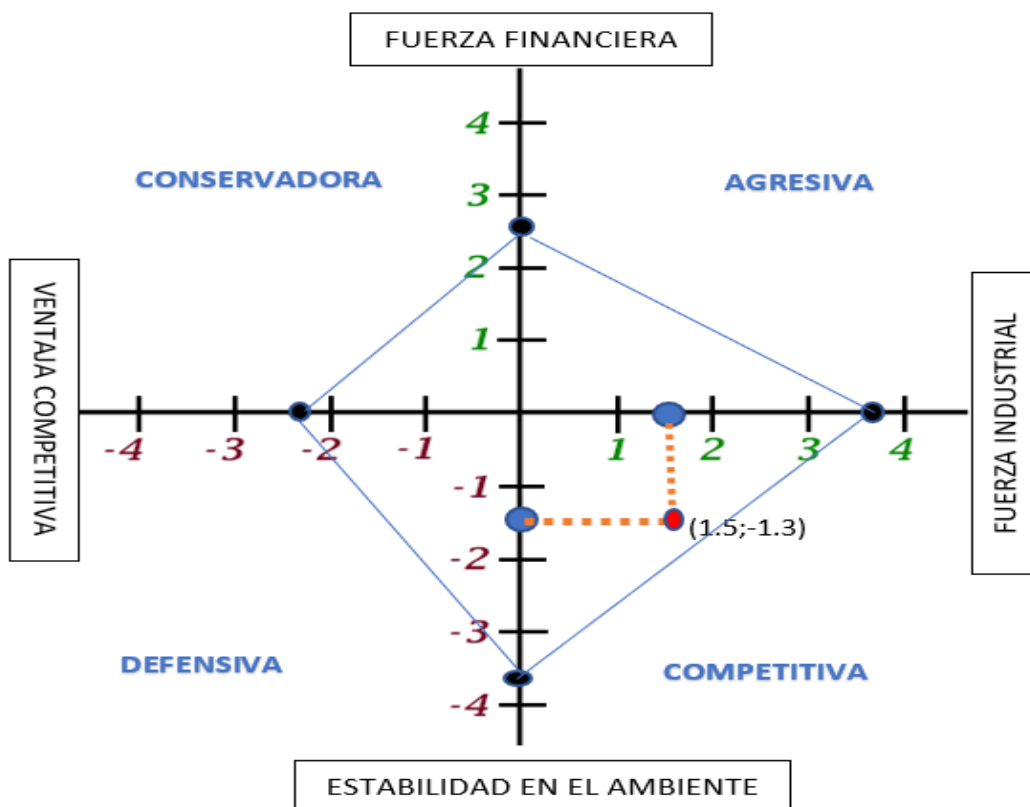 FUERZA FINANCIERA
4
CONSERVADORA
AGRESIVA
3
2
1
VENTAJA COMPETITIVA
FUERZA INDUSTRIAL
-4
-3
-2
-1
1
2
3
4
-1
(1.5;-1.3)
-2
-3
DEFENSIVA
COMPETITIVA
-4
ESTABILIDAD EN EL AMBIENTE